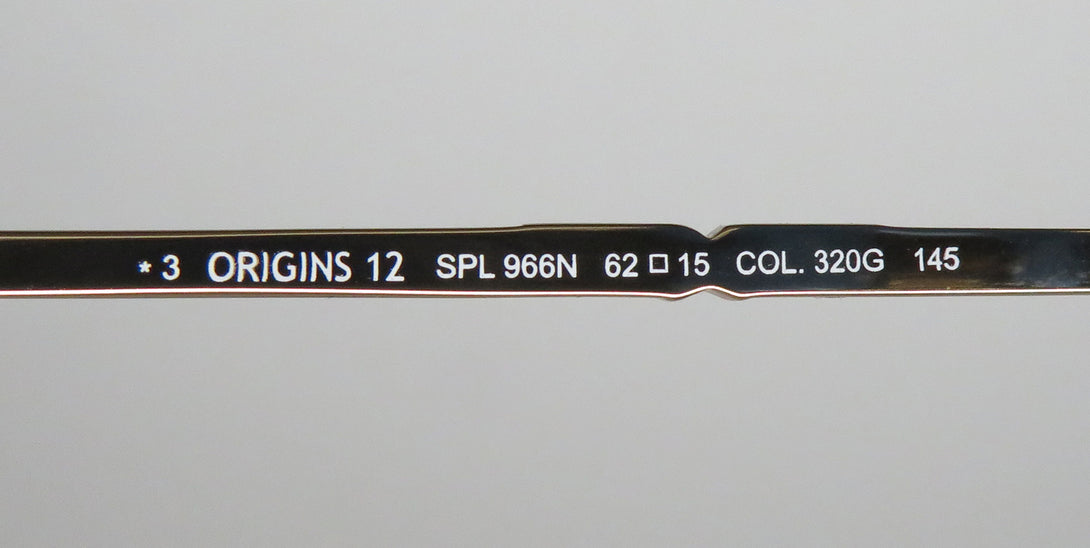 * 3 ORIGINS 12 SPL 966N 62 □ 15 COL. 320G 145